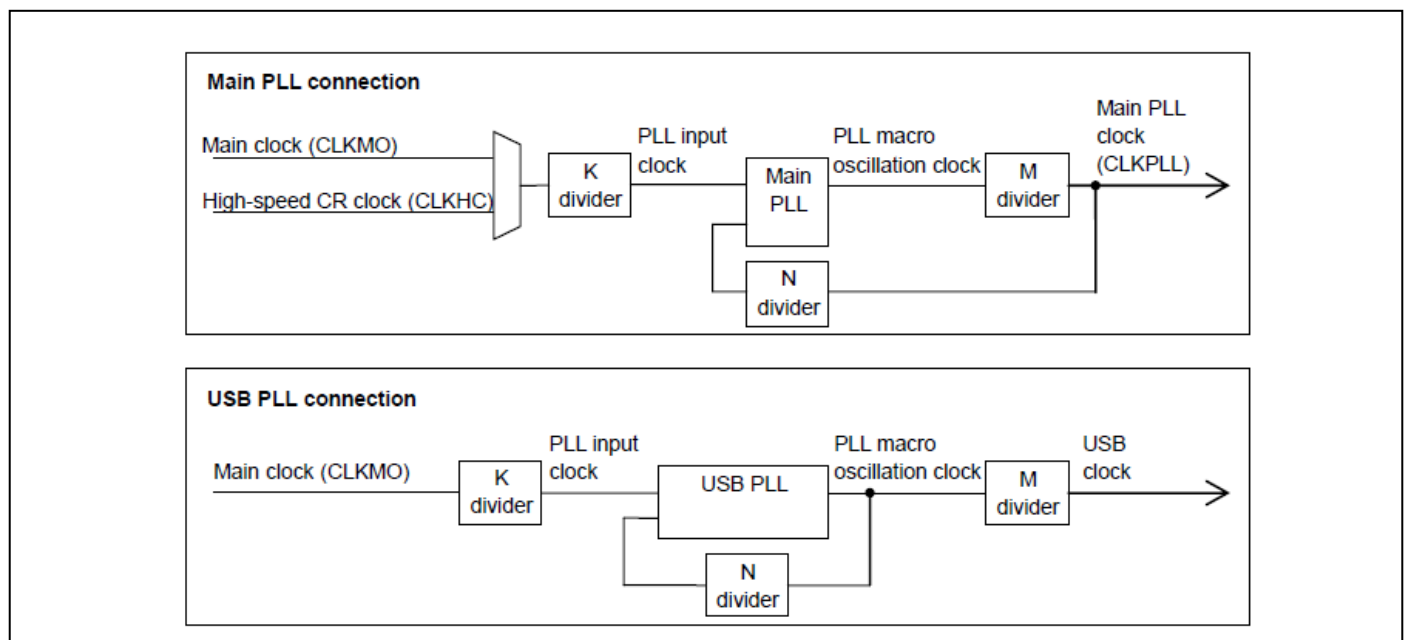 Main PLL connection
Main clock (CLKMO)
High-speed CR clock (CLKHC)
K
divider
PLL input
clock
Main
PLL
PLL macro
oscillation clock
M
divider
Main PLL
clock
(CLKPLL)
N
divider
USB PLL connection
Main clock (CLKMO)
K
divider
PLL input
clock
USB PLL
PLL macro
oscillation clock
M
divider
USB
clock
N
divider